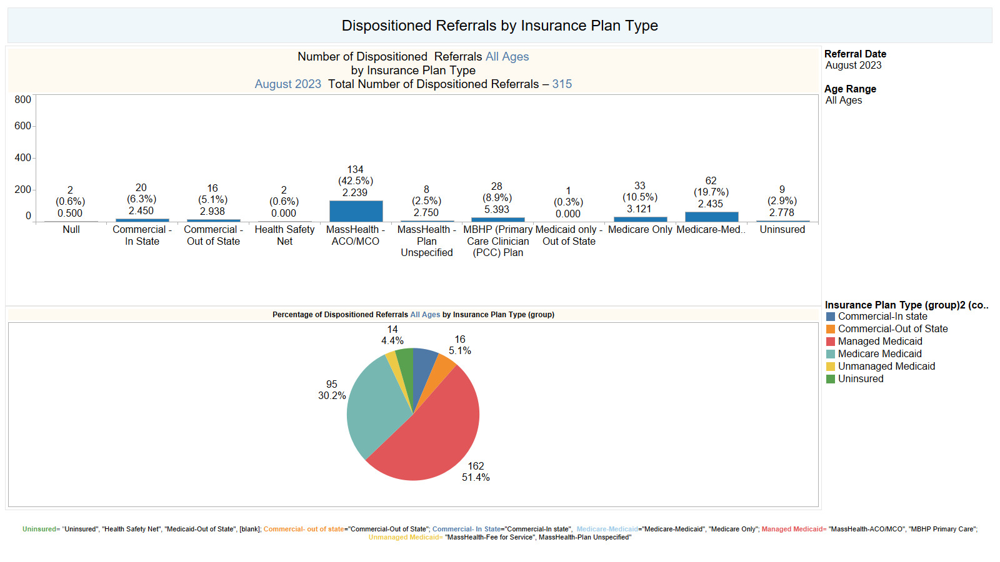 Dispositioned Referrals by Insurance Plan Type
Number of Dispositioned  Referrals All Ages
by Insurance Plan Type
August 2023  Total Number of Dispositioned Referrals – 315
Referral Date
August 2023
Age Range
All Ages
800
600
400
200
0
2
(0.6%)
0.500
20
(6.3%)
2.450
16
(5.1%)
2.938
2
(0.6%)
0.000
134
(42.5%)
2.239
8
(2.5%)
2.750
28
(8.9%)
5.393
1
(0.3%)
0.000
33
(10.5%)
3.121
62
(19.7%)
2.435
9
(2.9%)
2.778
Null
Commercial -
In State
Commercial -
Out of State
Health Safety
Net
MassHealth -
ACO/MCO
MassHealth -
Plan
Unspecified
MBHP (Primary
Care Clinician
(PCC) Plan
Medicaid only -
Out of State
Medicare Only
Medicare-Med..
Uninsured
Percentage of Dispositioned Referrals All Ages by Insurance Plan Type (group)
14
4.4%
16
5.1%
95
30.2%
162
51.4%
Insurance Plan Type (group)2 (co..
Commercial-In state
Commercial-Out of State
Managed Medicaid
Medicare Medicaid
Unmanaged Medicaid
Uninsured
Uninsured= "Uninsured", "Health Safety Net", "Medicaid-Out of State", [blank]; Commercial- out of state="Commercial-Out of State"; Commercial- In State="Commercial-In state",  Medicare-Medicaid="Medicare-Medicaid", "Medicare Only"; Managed Medicaid= "MassHealth-ACO/MCO", "MBHP Primary Care";
Unmanaged Medicaid= "MassHealth-Fee for Service", MassHealth-Plan Unspecified"